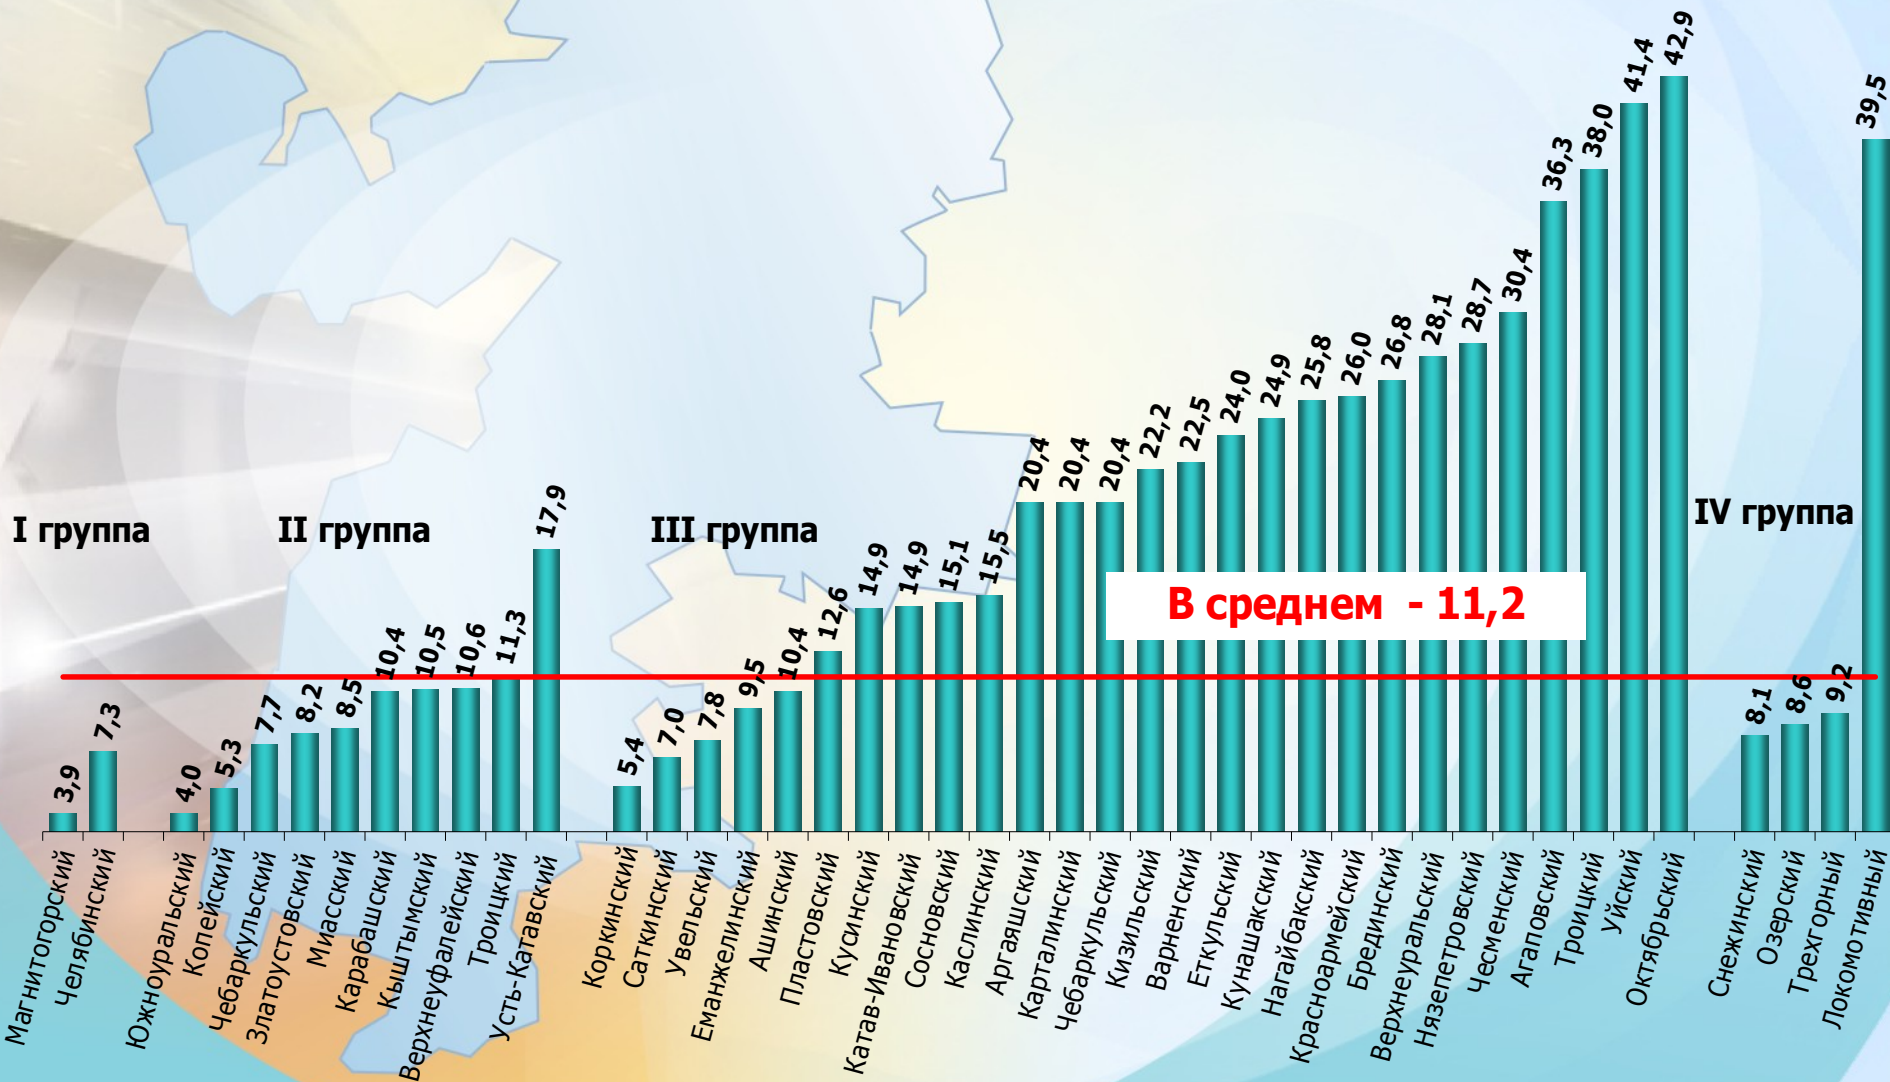 I группа
II группа
III группа
IV группа
В среднем - 11,2
3,9
7,3
4,0
5,3
7,7
8,2
8,5
10,4
10,5
10,6
11,3
17,9
5,4
7,0
7,8
9,5
10,4
12,6
14,9
14,9
15,1
15,5
20,4
20,4
20,4
22,2
22,5
24,0
24,9
25,8
26,0
26,8
28,1
28,7
30,4
36,3
38,0
41,4
42,9
8,1
8,6
9,2
39,5
Магнитогорский
Челябинский
Южноуральский
Копейский
Чебаркульский
Златоустовский
Миасский
Карабашский
Кыштымский
Верхнеуфалейский
Троицкий
Усть-Катавский
Коркинский
Саткинский
Увельский
Еманжелинский
Ашинский
Пластовский
Кусинский
Катав-Ивановский
Сосновский
Каслинский
Аргаяшский
Карталинский
Чебаркульский
Кизильский
Варненский
Еткульский
Кунашакский
Нагайбакский
Красноармейский
Брединский
Верхнеуральский
Нязепетровский
Чесменский
Агаповский
Троицкий
Уйский
Октябрьский
Снежинский
Озерский
Трехгорный
Локомотивный